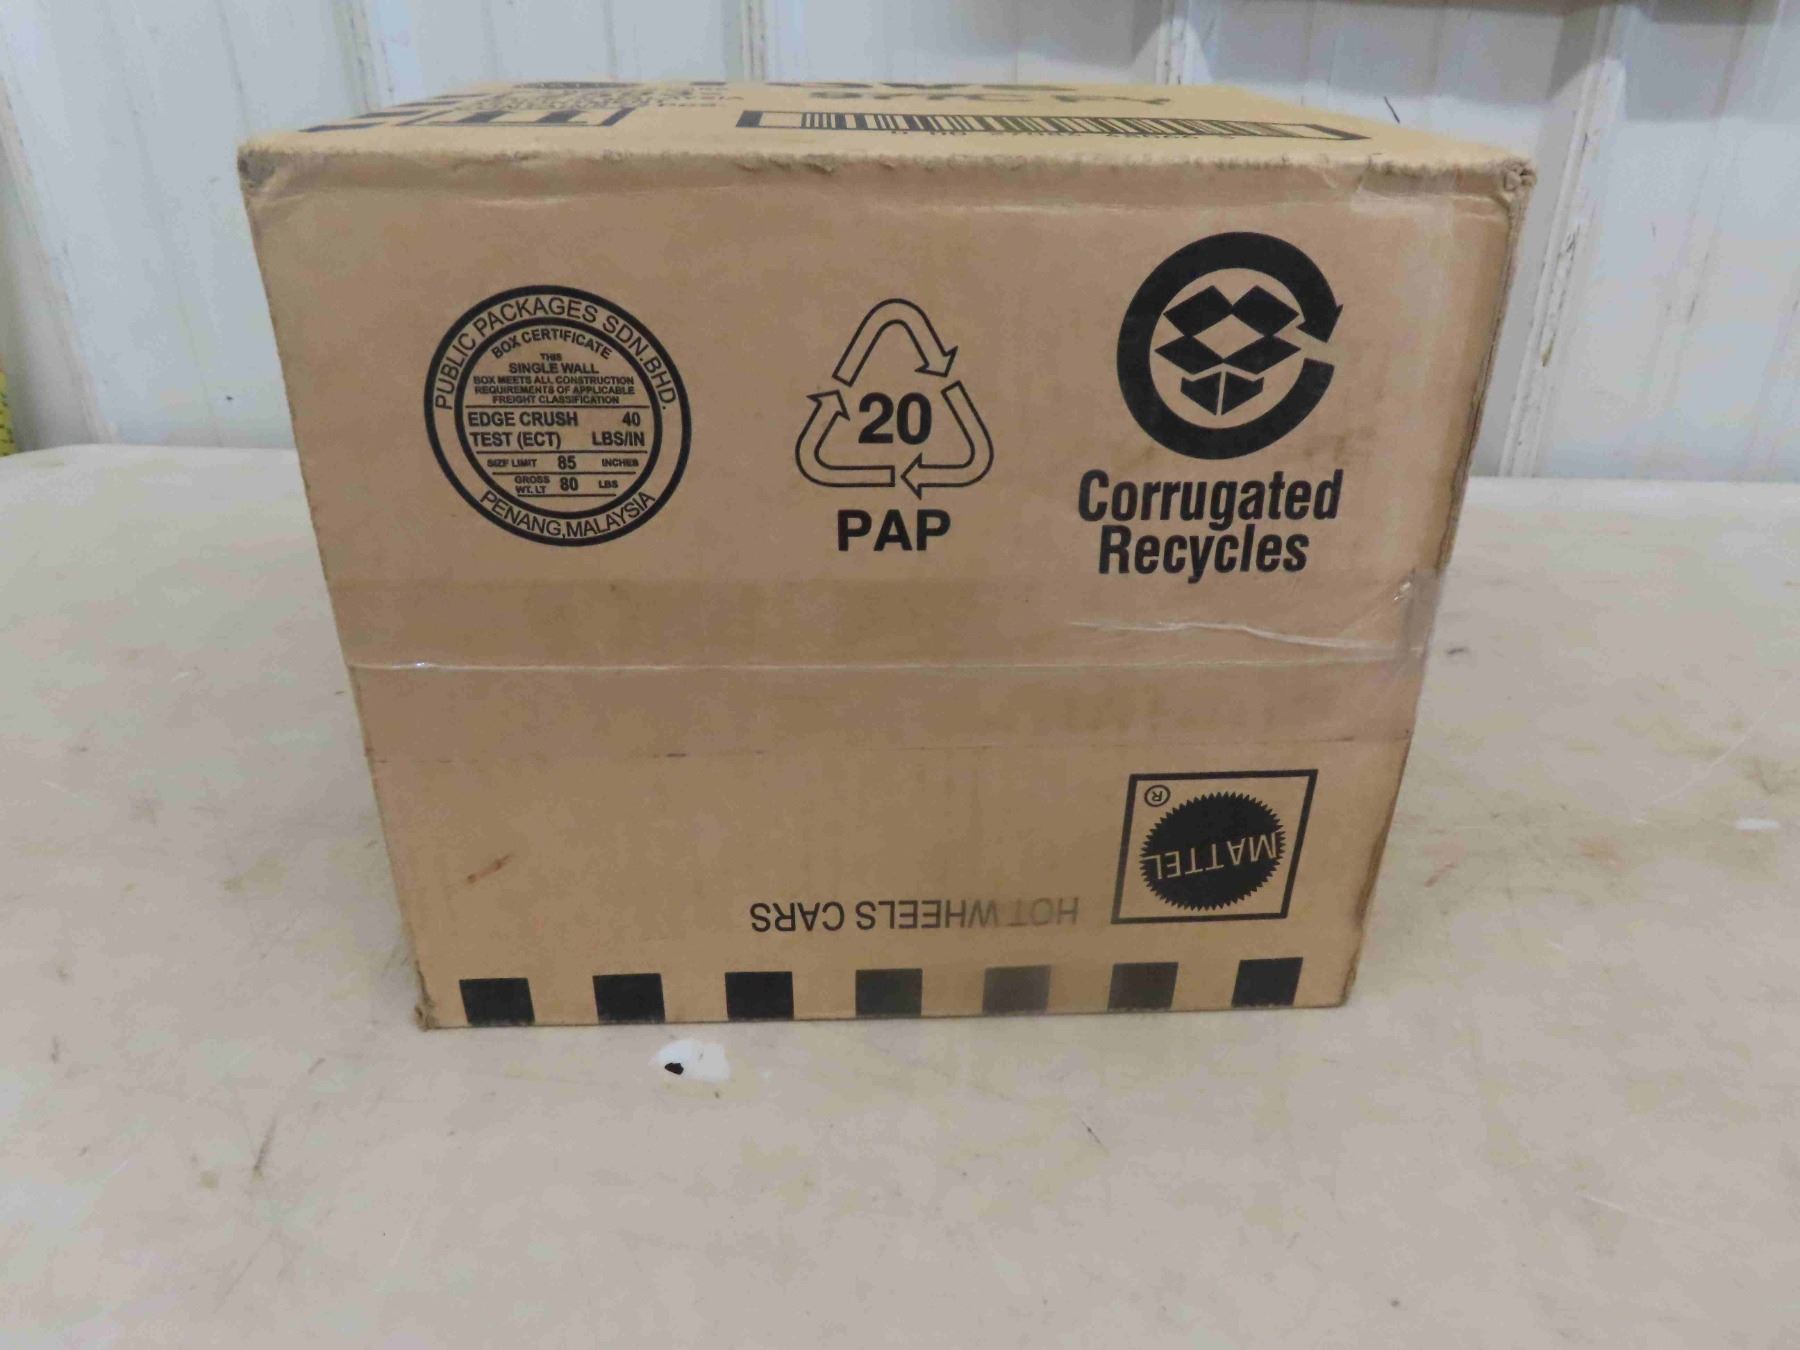 PUBLIC PACKAGES SDN.BHD.
BOX CERTIFICATE
THIS
SINGLE WALL
BOX MEETS ALL CONSTRUCTION
REQUIREMENTS OF APPLICABLE
FREIGHT CLASSIFICATION
EDGE CRUSH 40
TEST (ECT) LBS/IN
SIZE LIMIT 85 INCHES
GROSS
WT. LT 80 LBS
PENANG, MALAYSIA
20
PAP
Corrugated
Recycles
MATTEL
®
HOT WHEELS CARS